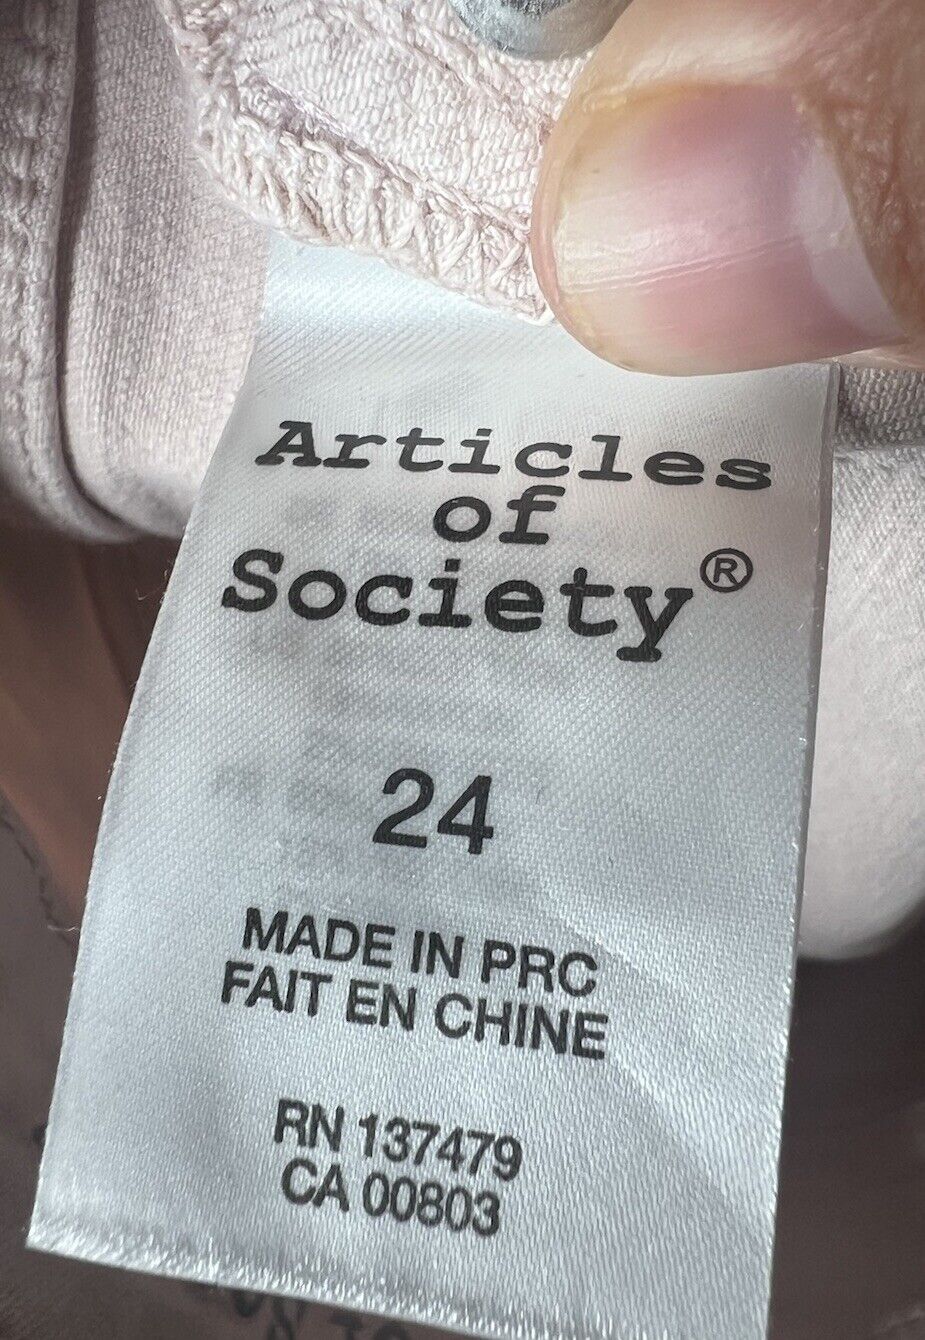 Articles
of
Society®
24
MADE IN PRC
FAIT EN CHINE
RN 137479
CA 00803